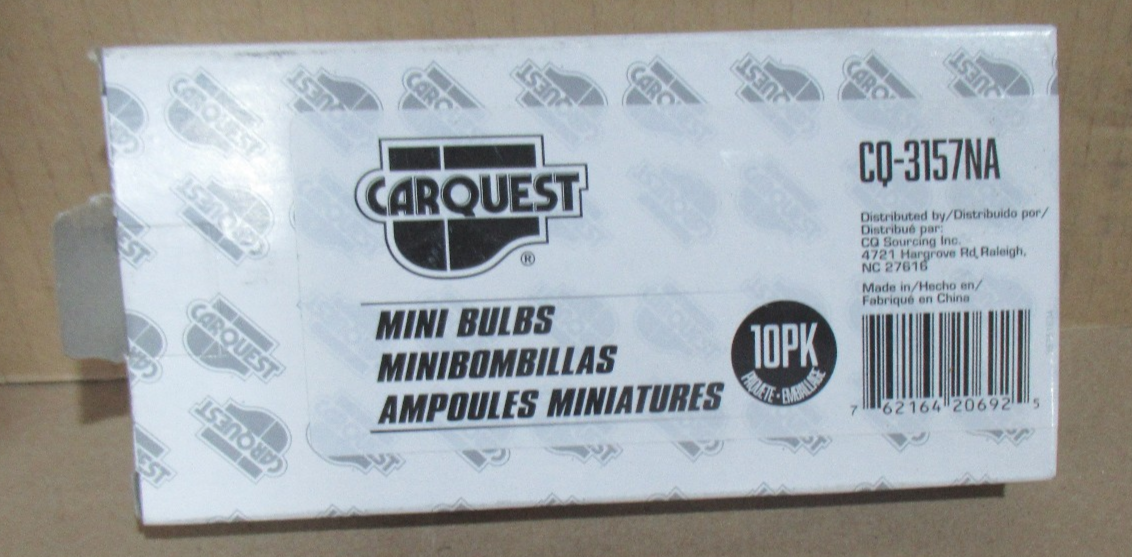 CARQUEST
®
MINI BULBS
MINIBOMBILLAS
AMPOULES MINIATURES
10PK
PAQUETE • EMBALLAGE
CQ-3157NA
Distributed by/Distribuido por/
Distribué par:
CQ Sourcing Inc.
4721 Hargrove Rd, Raleigh,
NC 27616
Made in/Hecho en/
Fabriqué en China
7 62164 20692 5